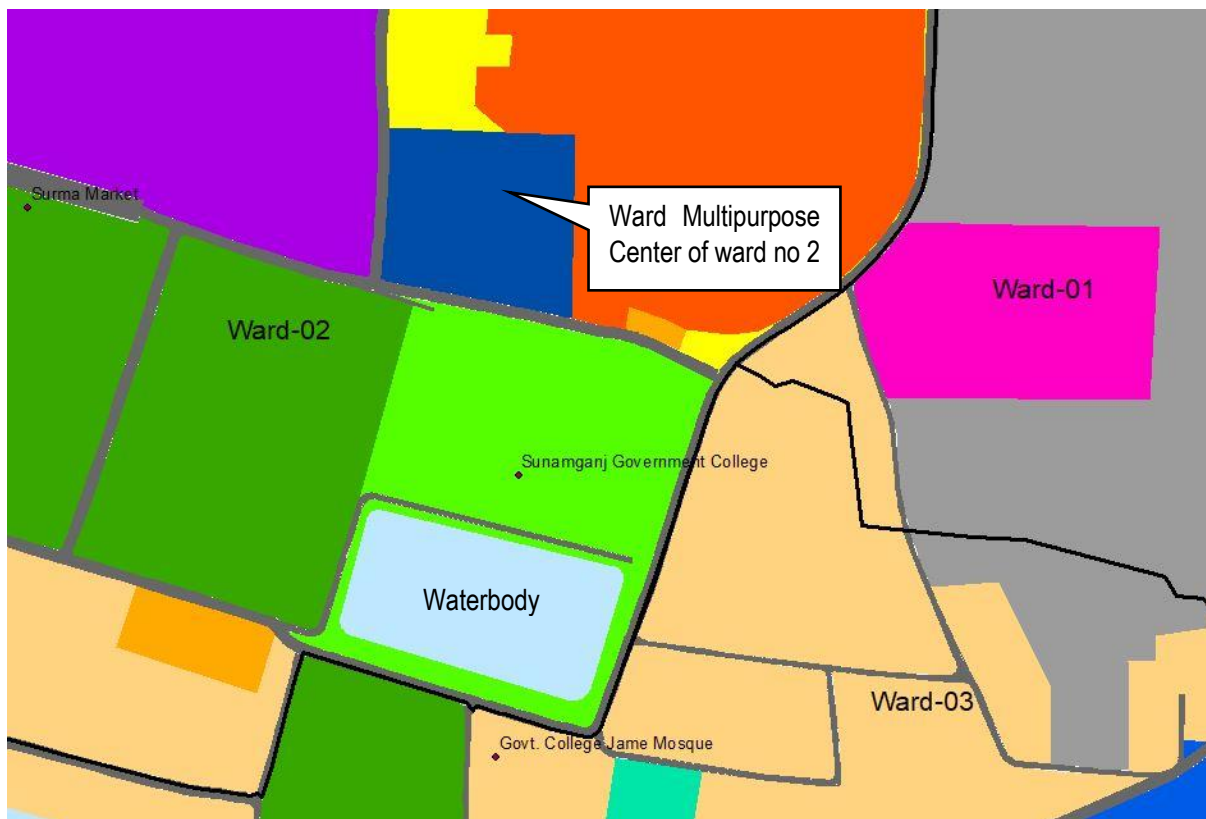 Surma Market
Ward Multipurpose
Center of ward no 2
Ward-01
Ward-02
Sunamganj Government College
Waterbody
Ward-03
Govt. College Jame Mosque